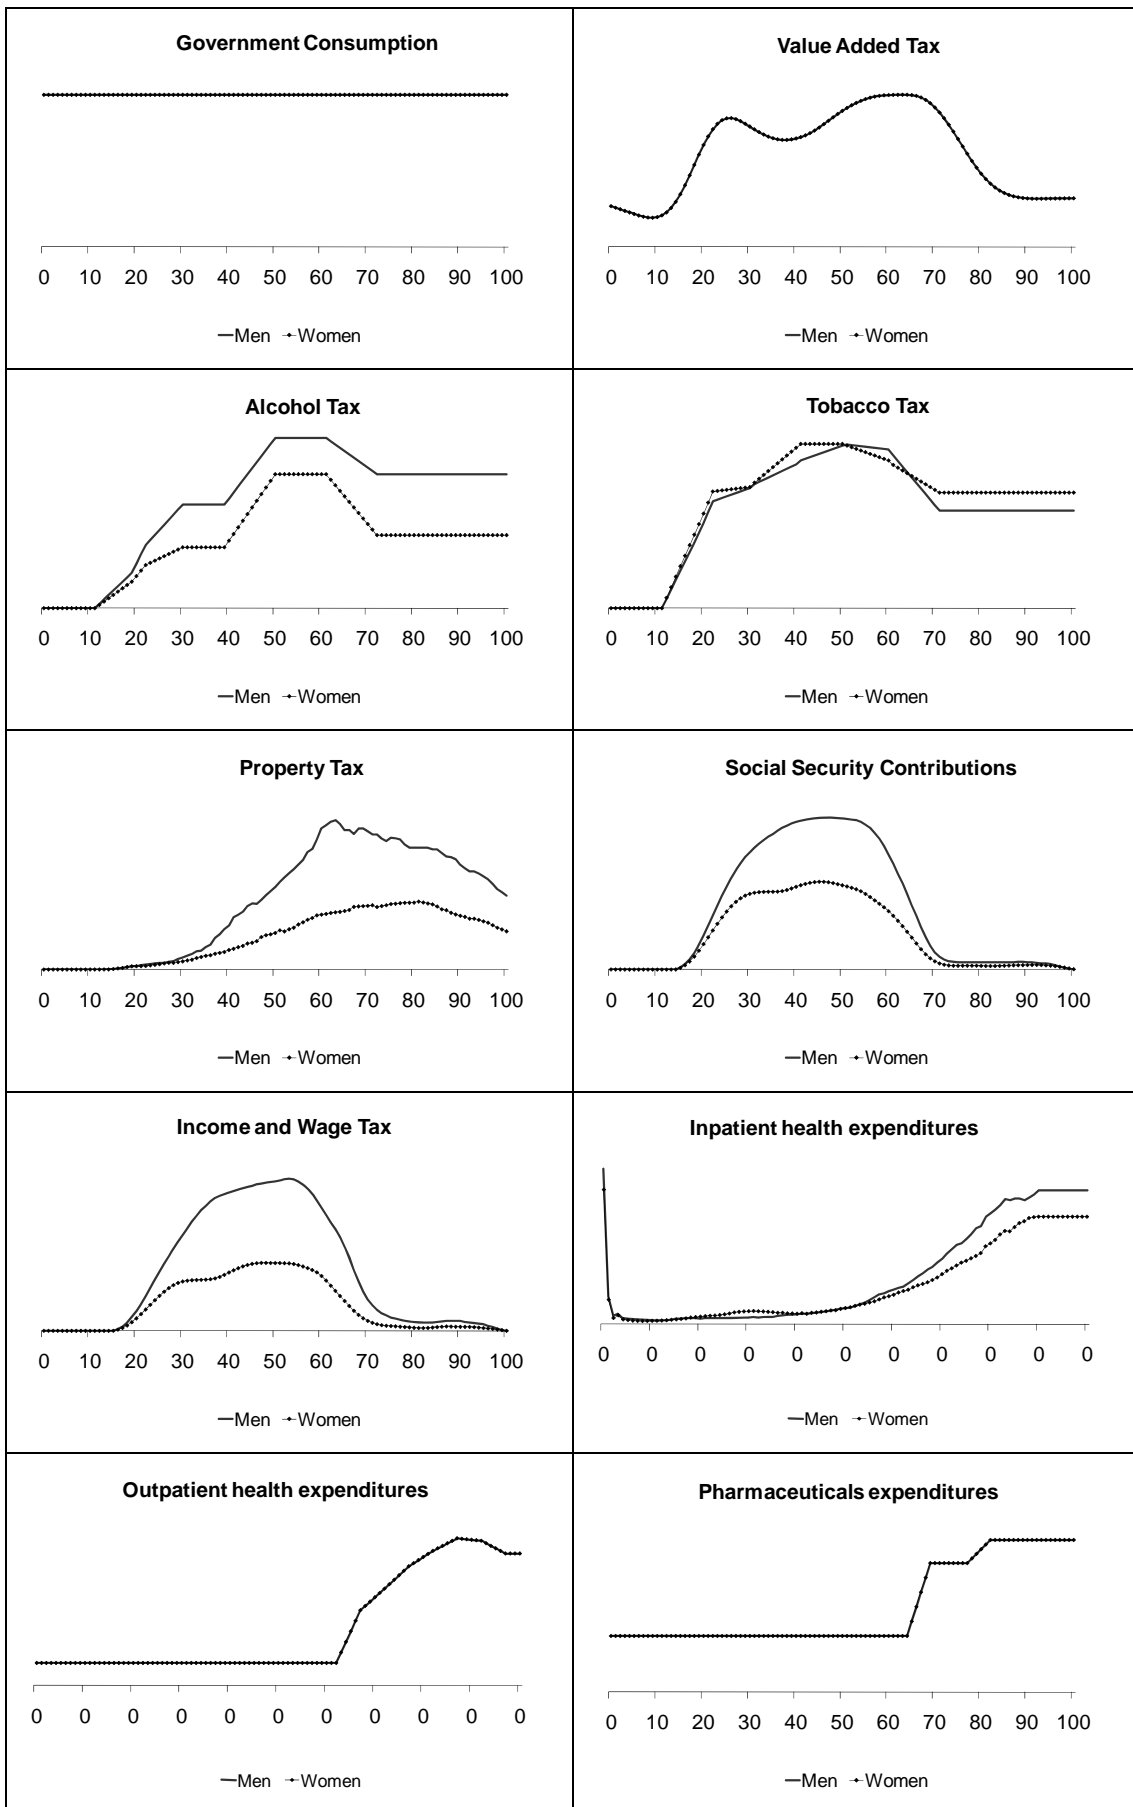 Government Consumption
0 10 20 30 40 50 60 70 80 90 100
Men Women
Value Added Tax
0 10 20 30 40 50 60 70 80 90 100
Men Women
Alcohol Tax
0 10 20 30 40 50 60 70 80 90 100
Men Women
Tobacco Tax
0 10 20 30 40 50 60 70 80 90 100
Men Women
Property Tax
0 10 20 30 40 50 60 70 80 90 100
Men Women
Social Security Contributions
0 10 20 30 40 50 60 70 80 90 100
Men Women
Income and Wage Tax
0 10 20 30 40 50 60 70 80 90 100
Men Women
Inpatient health expenditures
0 0 0 0 0 0 0 0 0 0 0
Men Women
Outpatient health expenditures
0 0 0 0 0 0 0 0 0 0 0
Men Women
Pharmaceuticals expenditures
0 10 20 30 40 50 60 70 80 90 100
Men Women